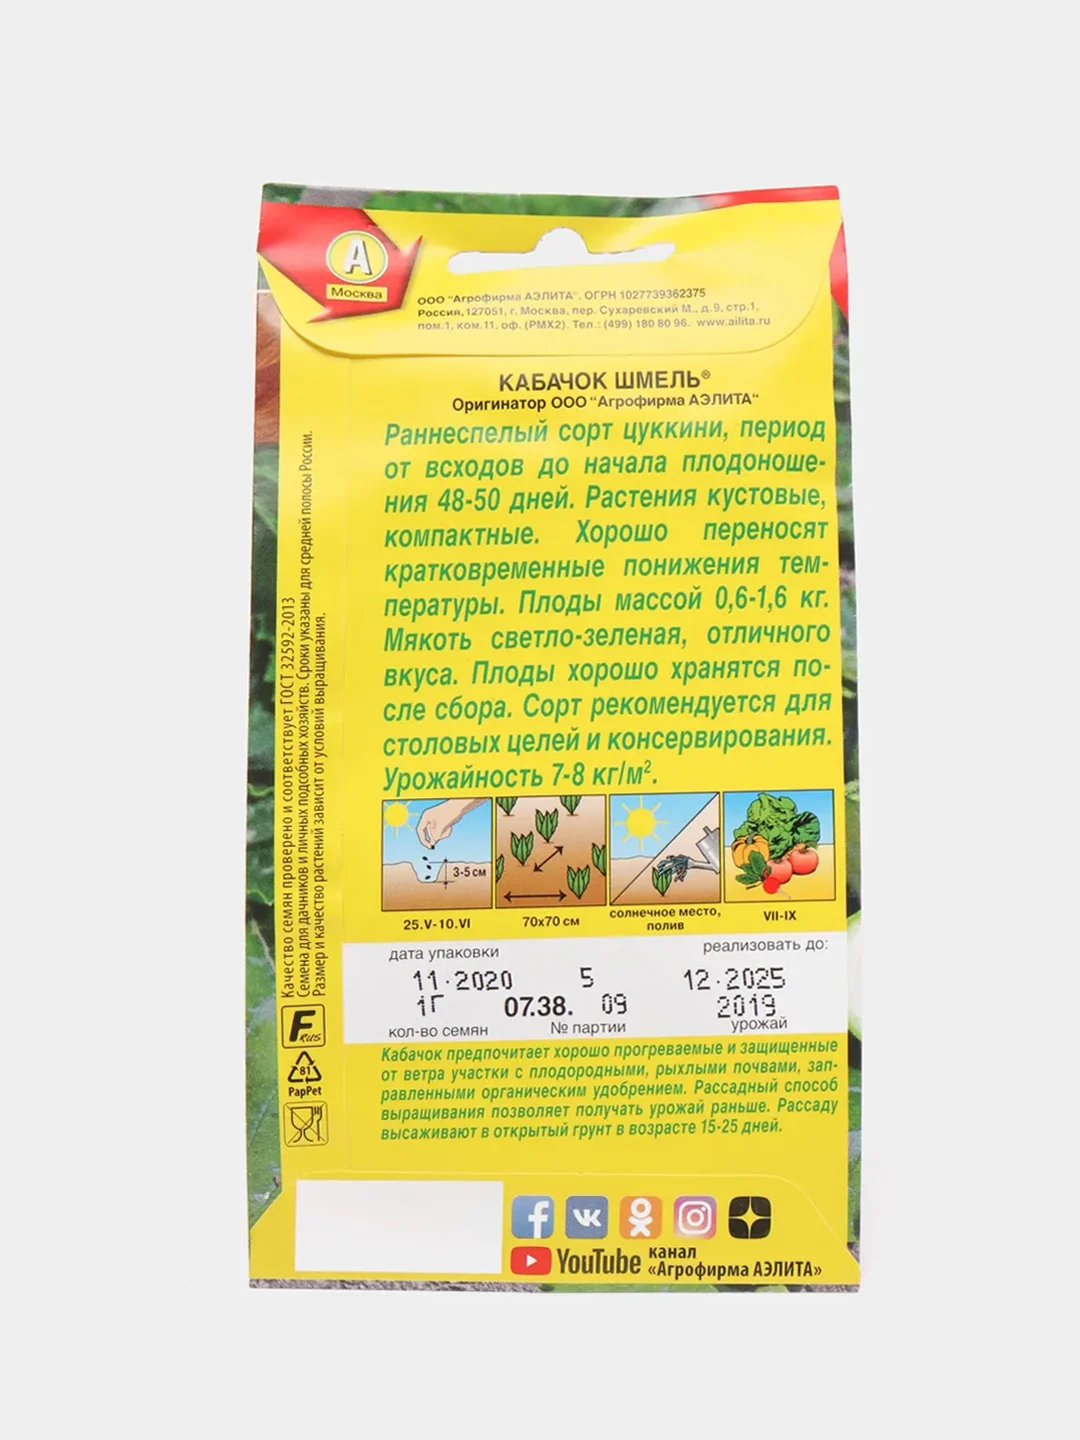 А
Москва
ООО "Агрофирма АЭЛИТА". ОГРН 1027739362375
Россия,127051, г. Москва, пер. Сухаревский М., д.9, стр.1,
пом.1, ком.11, оф. (РМХ2). Тел.: (499) 180 80 96. www.ailita.ru
КАБАЧОК ШМЕЛЬ®
Оригинатор ООО "Агрофирма АЭЛИТА"
Раннеспелый сорт цуккини, период
от всходов до начала плодоноше-
ния 48-50 дней. Растения кустовые,
компактные. Хорошо переносят
кратковременные понижения тем-
пературы. Плоды массой 0,6-1,6 кг.
Мякоть светло-зеленая, отличного
вкуса. Плоды хорошо хранятся по-
сле сбора. Сорт рекомендуется для
столовых целей и консервирования.
Урожайность 7-8 кг/м².
3-5 см
25.V-10.VI
70х70 см
солнечное место,
полив
VII-IX
дата упаковки
реализовать до:
11.2020 5 12.2025
1Г 07.38. 09 2019
кол-во семян
№ партии
урожай
Кабачок предпочитает хорошо прогреваемые и защищенные
от ветра участки с плодородными, рыхлыми почвами, зап-
равленными органическим удобрением. Рассадный способ
выращивания позволяет получать урожай раньше. Рассаду
высаживают в открытый грунт в возрасте 15-25 дней.
Качество семян проверено и соответствует ГОСТ 32592-2013
Семена для дачников и личных подсобных хозяйств. Сроки указаны для средней полосы России.
Размер и качество растений зависит от условий выращивания.
F RUS
81
PapPet
YouTube
канал
«Агрофирма АЭЛИТА»